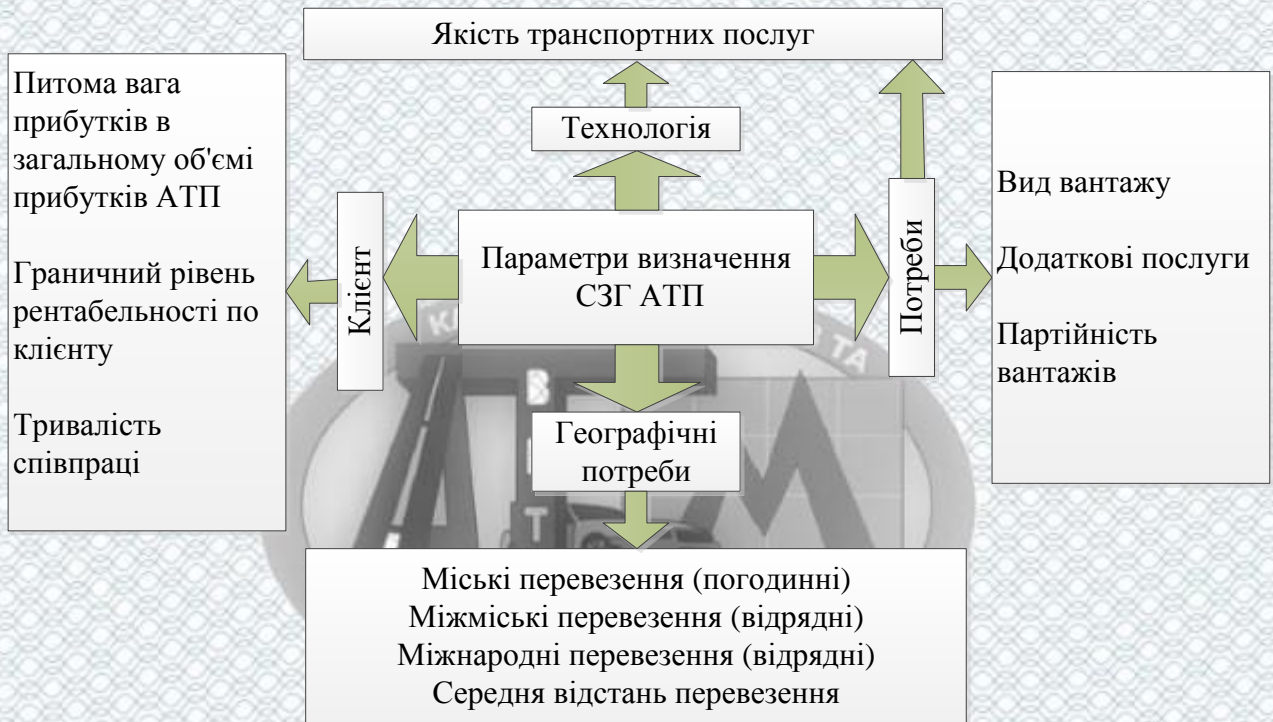 Якість транспортних послуг
Питома вага
прибутків в
загальному об'ємі
прибутків АТП
Граничний рівень
рентабельності по
клієнту
Тривалість
співпраці
Технологія
Клієнт
Параметри визначення
СЗГ АТП
Потреби
Вид вантажу
Додаткові послуги
Партійність
вантажів
ТА
Географічні
потреби
Міські перевезення (погодинні)
Міжміські перевезення (відрядні)
Міжнародні перевезення (відрядні)
Середня відстань перевезення